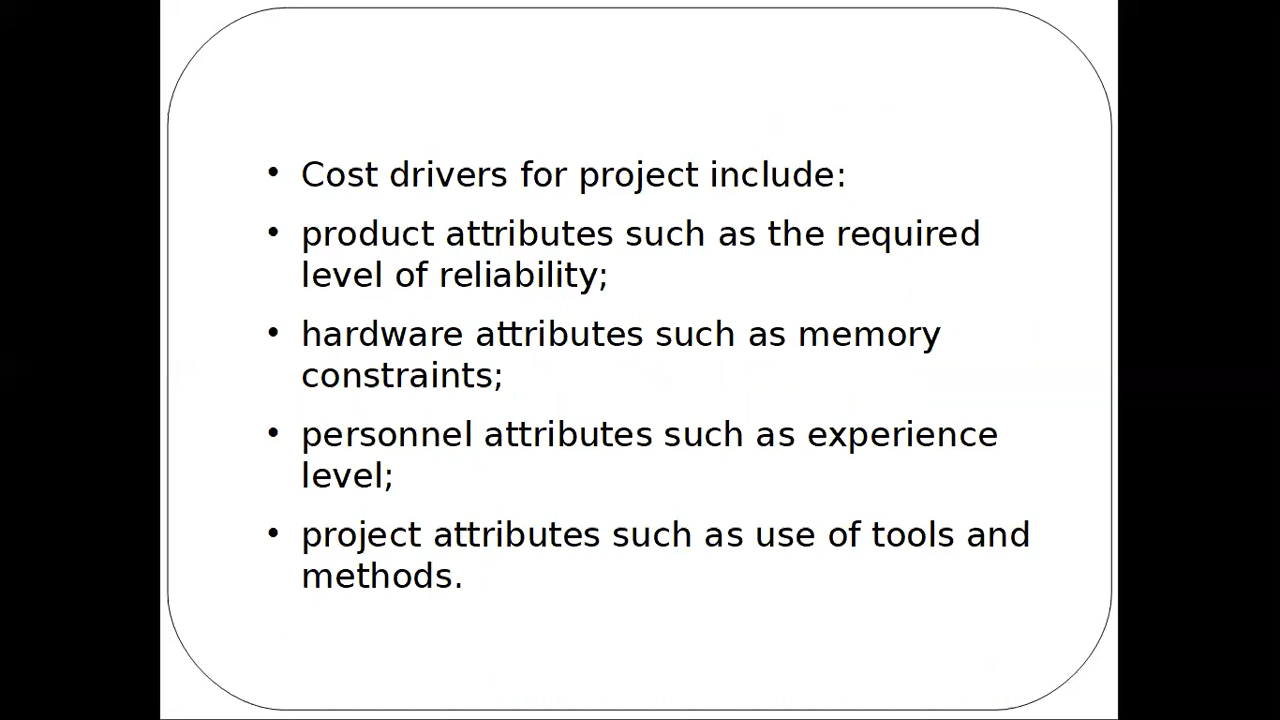 • Cost drivers for project include:
• product attributes such as the required
level of reliability;
• hardware attributes such as memory
constraints;
• personnel attributes such as experience
level;
• project attributes such as use of tools and
methods.